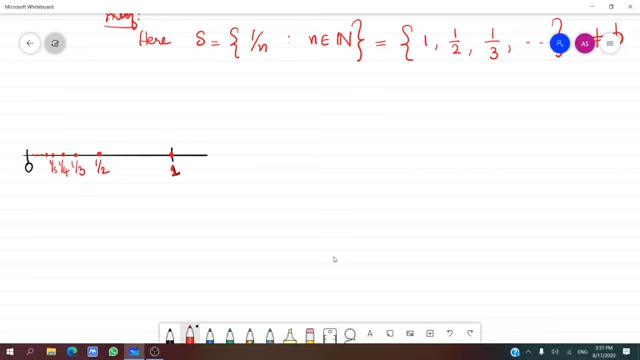 Microsoft Whiteboard
Proof:
Here S = { 1/n : n ∈ ℕ } = { 1, 1/2, 1/3, ... }
AS
0 1/5 1/4 1/3 1/2 1
A
ENG
3:31 PM
8/17/2020